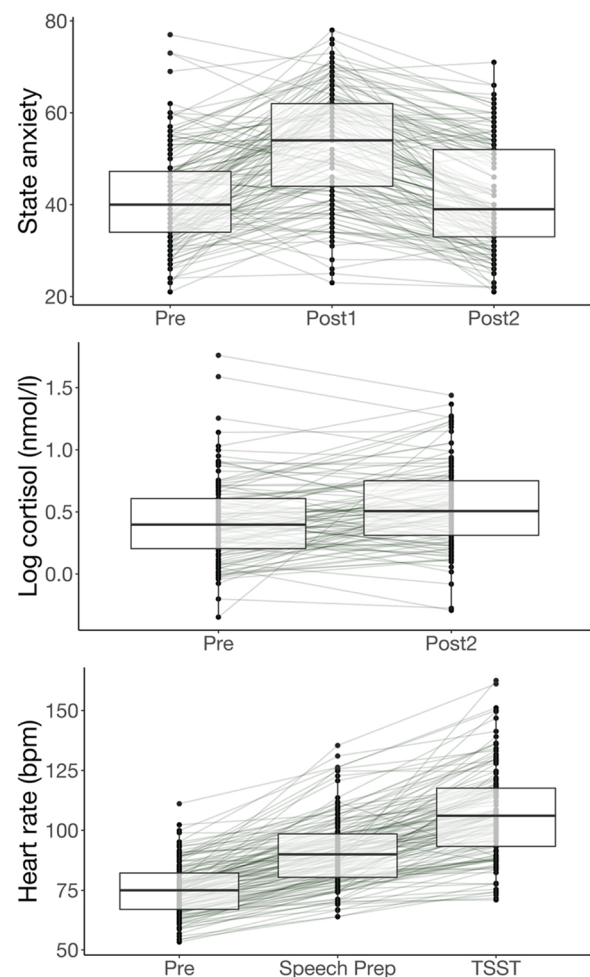 State anxiety
80
60
40
20
Pre Post1 Post2
Log cortisol (nmol/l)
1.5
1.0
0.5
0.0
Pre Post2
Heart rate (bpm)
150
125
100
75
50
Pre Speech Prep TSST